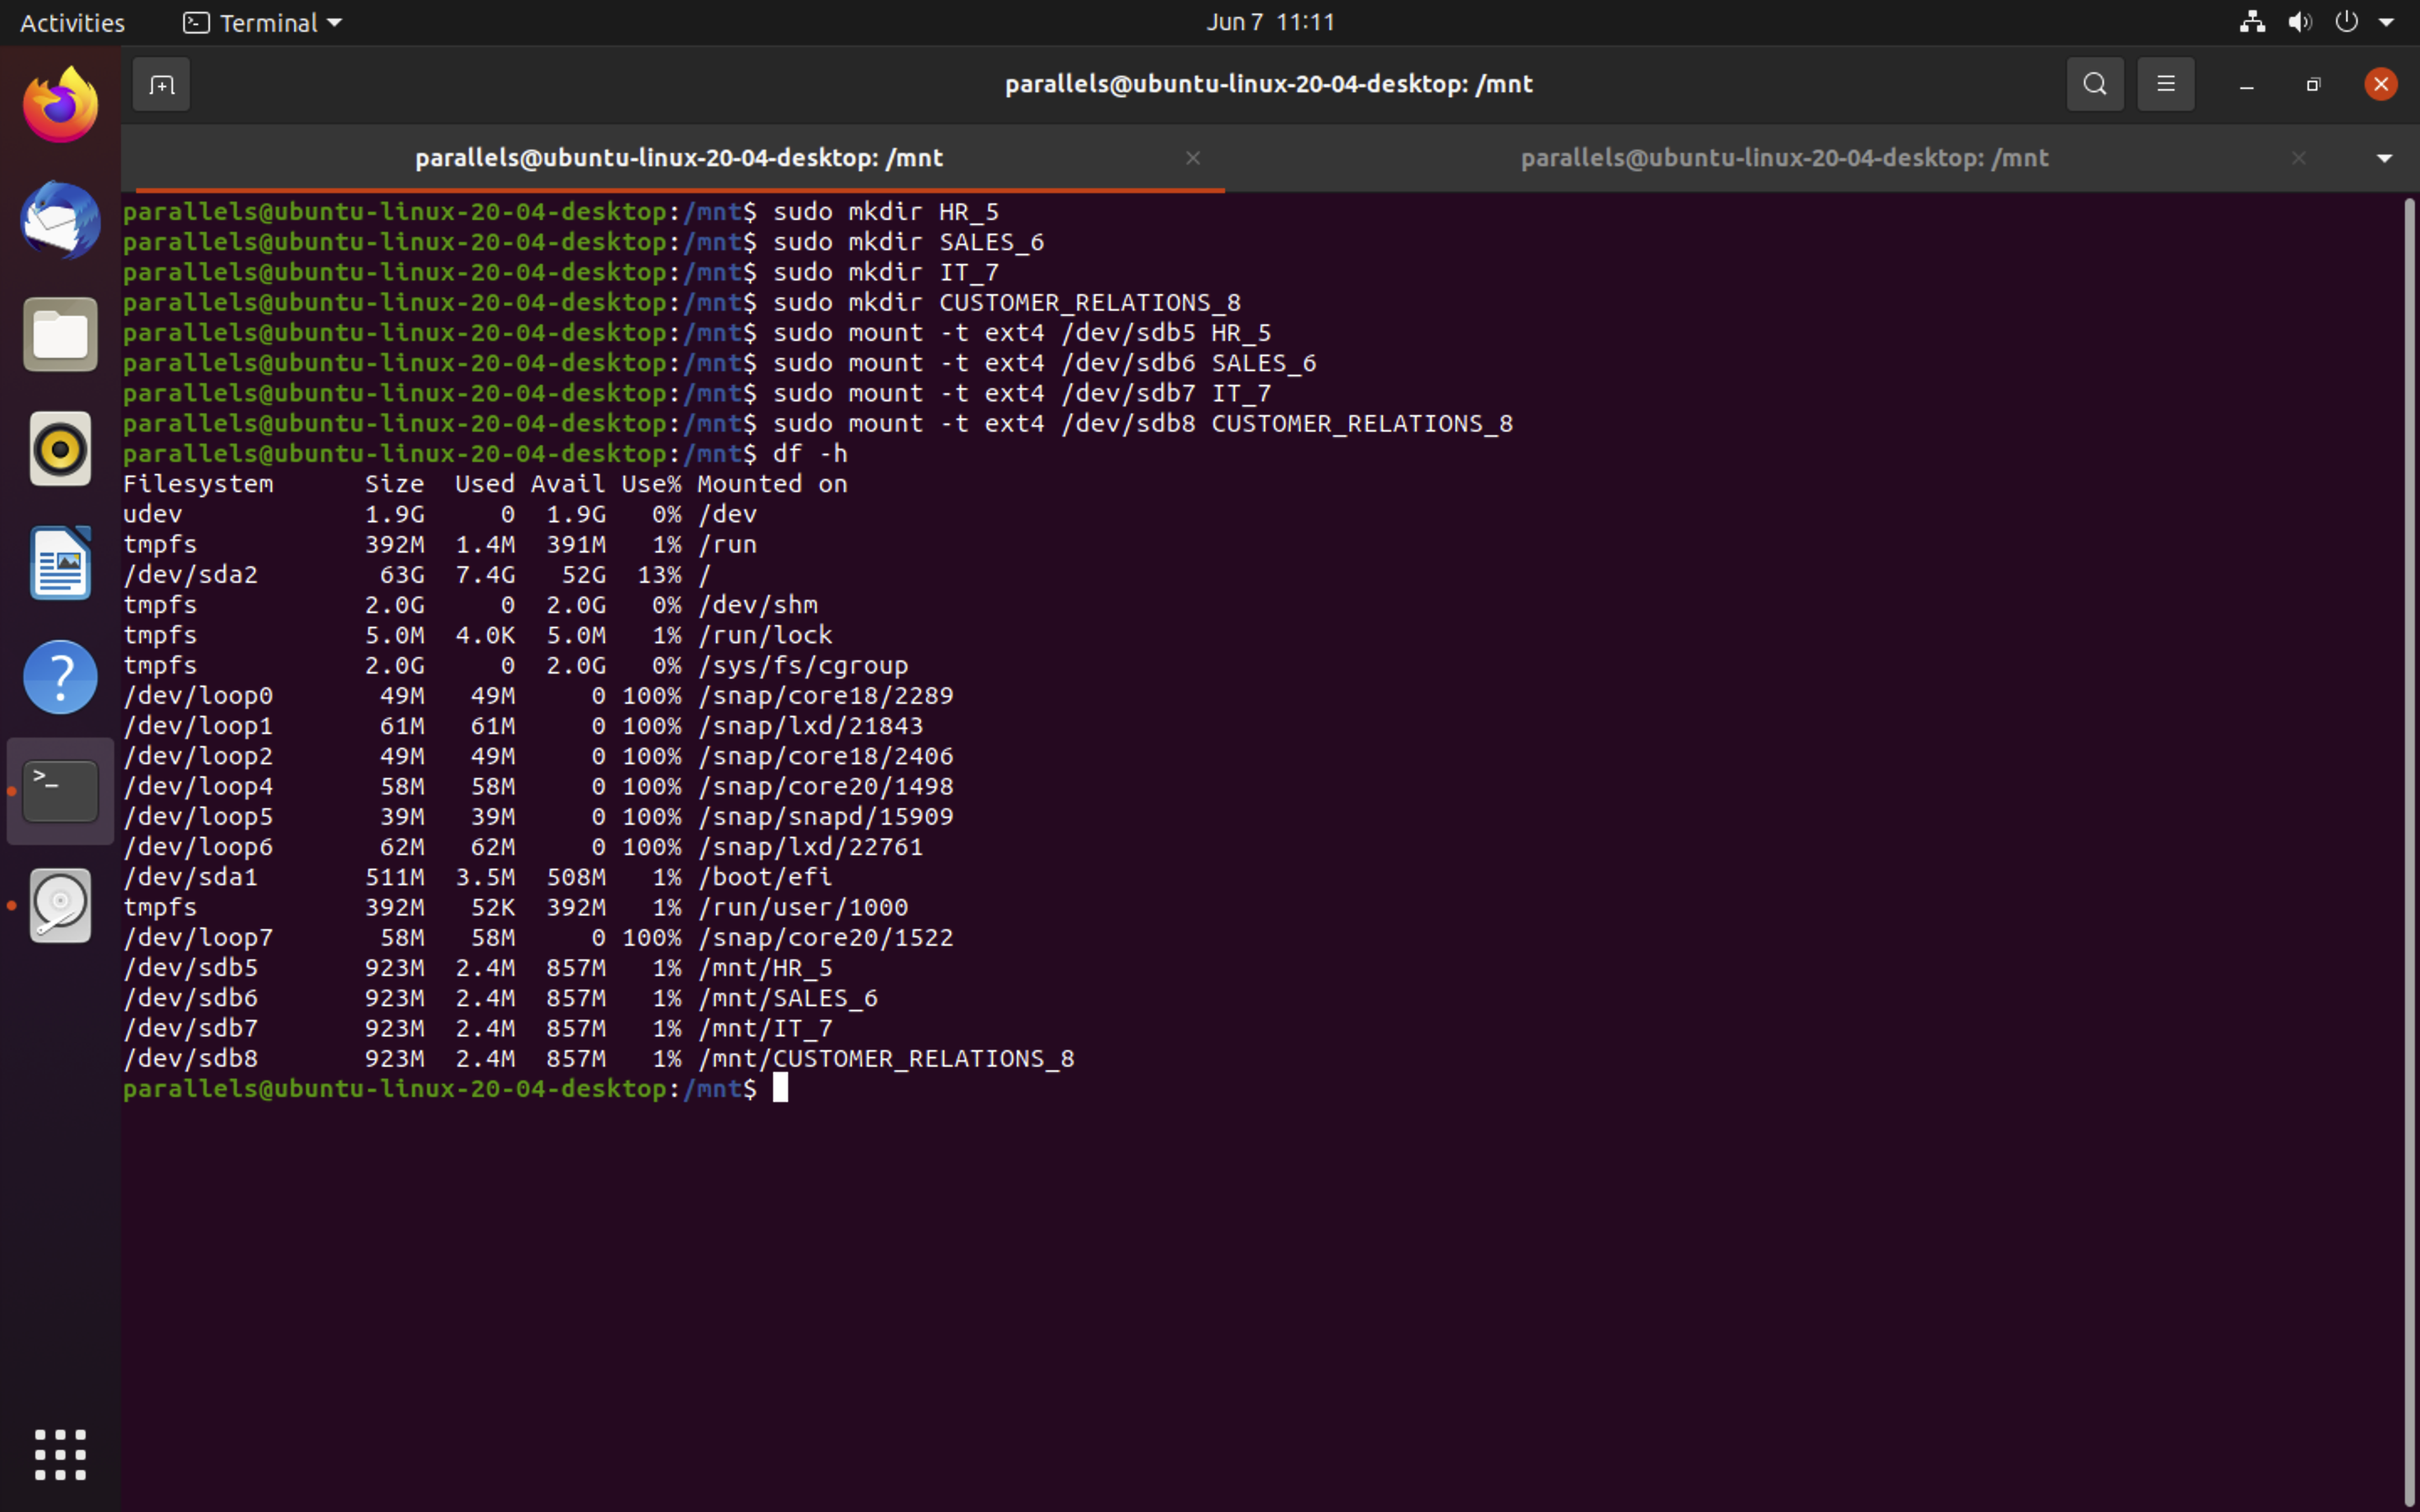 Activities Terminal Jun 7 11:11
parallels@ubuntu-linux-20-04-desktop: /mnt
parallels@ubuntu-linux-20-04-desktop: /mnt parallels@ubuntu-linux-20-04-desktop: /mnt
parallels@ubuntu-linux-20-04-desktop:/mnt$ sudo mkdir HR_5
parallels@ubuntu-linux-20-04-desktop:/mnt$ sudo mkdir SALES_6
parallels@ubuntu-linux-20-04-desktop:/mnt$ sudo mkdir IT_7
parallels@ubuntu-linux-20-04-desktop:/mnt$ sudo mkdir CUSTOMER_RELATIONS_8
parallels@ubuntu-linux-20-04-desktop:/mnt$ sudo mount -t ext4 /dev/sdb5 HR_5
parallels@ubuntu-linux-20-04-desktop:/mnt$ sudo mount -t ext4 /dev/sdb6 SALES_6
parallels@ubuntu-linux-20-04-desktop:/mnt$ sudo mount -t ext4 /dev/sdb7 IT_7
parallels@ubuntu-linux-20-04-desktop:/mnt$ sudo mount -t ext4 /dev/sdb8 CUSTOMER_RELATIONS_8
parallels@ubuntu-linux-20-04-desktop:/mnt$ df -h
Filesystem      Size  Used Avail Use% Mounted on
udev            1.9G     0  1.9G   0% /dev
tmpfs           392M  1.4M  391M   1% /run
/dev/sda2        63G  7.4G   52G  13% /
tmpfs           2.0G     0  2.0G   0% /dev/shm
tmpfs           5.0M  4.0K  5.0M   1% /run/lock
tmpfs           2.0G     0  2.0G   0% /sys/fs/cgroup
/dev/loop0       49M   49M     0 100% /snap/core18/2289
/dev/loop1       61M   61M     0 100% /snap/lxd/21843
/dev/loop2       49M   49M     0 100% /snap/core18/2406
/dev/loop4       58M   58M     0 100% /snap/core20/1498
/dev/loop5       39M   39M     0 100% /snap/snapd/15909
/dev/loop6       62M   62M     0 100% /snap/lxd/22761
/dev/sda1       511M  3.5M  508M   1% /boot/efi
tmpfs           392M   52K  392M   1% /run/user/1000
/dev/loop7       58M   58M     0 100% /snap/core20/1522
/dev/sdb5       923M  2.4M  857M   1% /mnt/HR_5
/dev/sdb6       923M  2.4M  857M   1% /mnt/SALES_6
/dev/sdb7       923M  2.4M  857M   1% /mnt/IT_7
/dev/sdb8       923M  2.4M  857M   1% /mnt/CUSTOMER_RELATIONS_8
parallels@ubuntu-linux-20-04-desktop:/mnt$